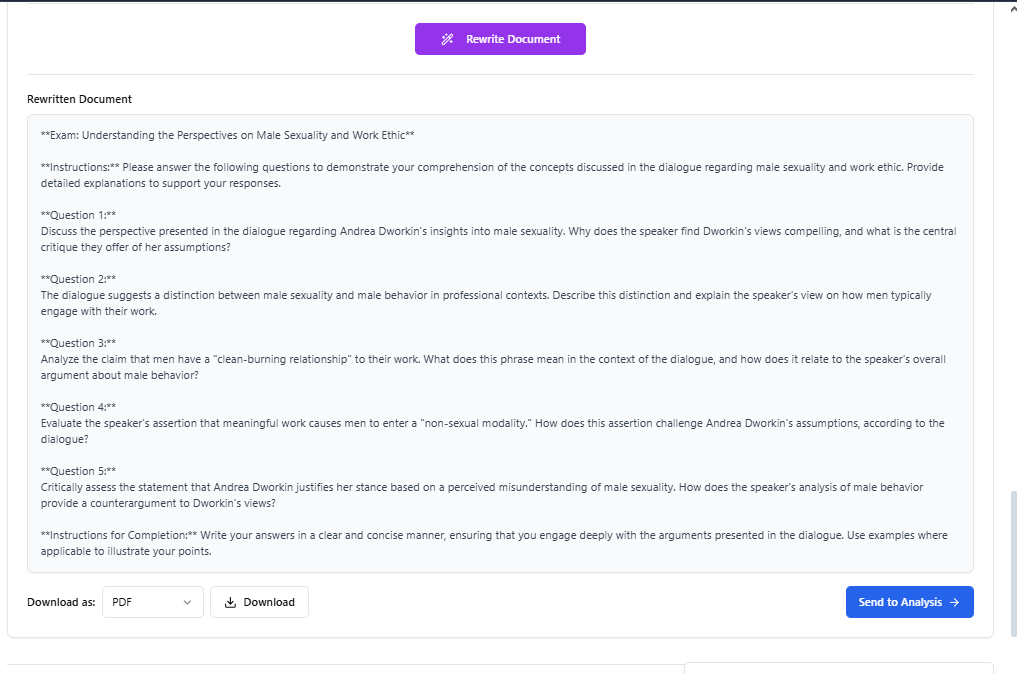 Rewrite Document
Rewritten Document
**Exam: Understanding the Perspectives on Male Sexuality and Work Ethic**
**Instructions:** Please answer the following questions to demonstrate your comprehension of the concepts discussed in the dialogue regarding male sexuality and work ethic. Provide
detailed explanations to support your responses.
**Question 1:**
Discuss the perspective presented in the dialogue regarding Andrea Dworkin's insights into male sexuality. Why does the speaker find Dworkin's views compelling, and what is the central
critique they offer of her assumptions?
**Question 2:**
The dialogue suggests a distinction between male sexuality and male behavior in professional contexts. Describe this distinction and explain the speaker's view on how men typically
engage with their work.
**Question 3:**
Analyze the claim that men have a "clean-burning relationship" to their work. What does this phrase mean in the context of the dialogue, and how does it relate to the speaker's overall
argument about male behavior?
**Question 4:**
Evaluate the speaker's assertion that meaningful work causes men to enter a "non-sexual modality." How does this assertion challenge Andrea Dworkin's assumptions, according to the
dialogue?
**Question 5:**
Critically assess the statement that Andrea Dworkin justifies her stance based on a perceived misunderstanding of male sexuality. How does the speaker's analysis of male behavior
provide a counterargument to Dworkin's views?
**Instructions for Completion:** Write your answers in a clear and concise manner, ensuring that you engage deeply with the arguments presented in the dialogue. Use examples where
applicable to illustrate your points.
Download as: PDF Download Send to Analysis →